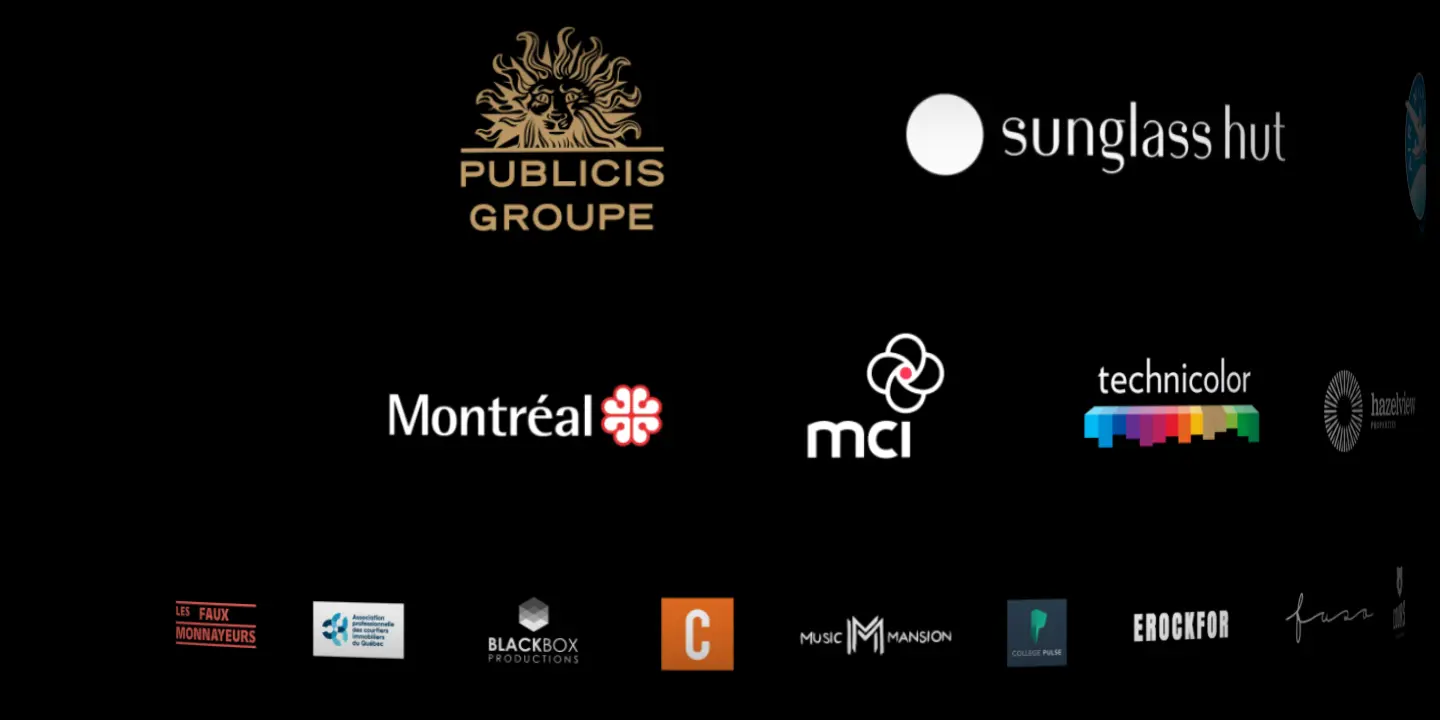 PUBLICIS
GROUPE
sunglass hut
Montréal
mci
technicolor
hazelview
PROPERTIES
LES FAUX
MONNAYEURS
Association
professionnelle
des courtiers
immobiliers
du Québec
BLACKBOX
PRODUCTIONS
C
MUSIC M MANSION
COLLEGE PULSE
EROCKFOR